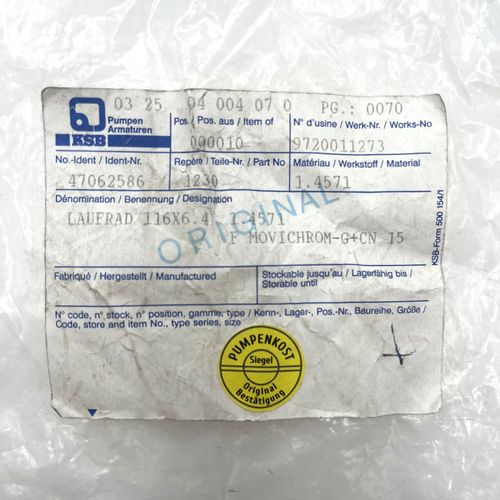 03 25 04 004 07 0 PG.: 0070
KSB
Pumpen
Armaturen
Pos./Pos. aus / Item of
000010
N° d'usine / Werk-Nr. / Works-No
9720011273
No.-Ident / Ident-Nr.
47062586
Repère / Teile-Nr. / Part No
1230
Matériau / Werkstoff / Material
1.4571
Dénomination / Benennung / Designation
LAUFRAD 116X6.4 1.4571
F MOVICHROM-G+CN 15
ORIGINAL
Fabriqué / Hergestellt / Manufactured
Stockable jusqu'au / Lagerfähig bis /
Storable until
N° code, n° stock, n° position, gamme, type / Kenn-, Lager-, Pos.-Nr., Baureihe, Größe /
Code, store and item No., type series, size
KSB-Form 500 154/1
PUMPENKOST
Siegel
Original
Bestätigung